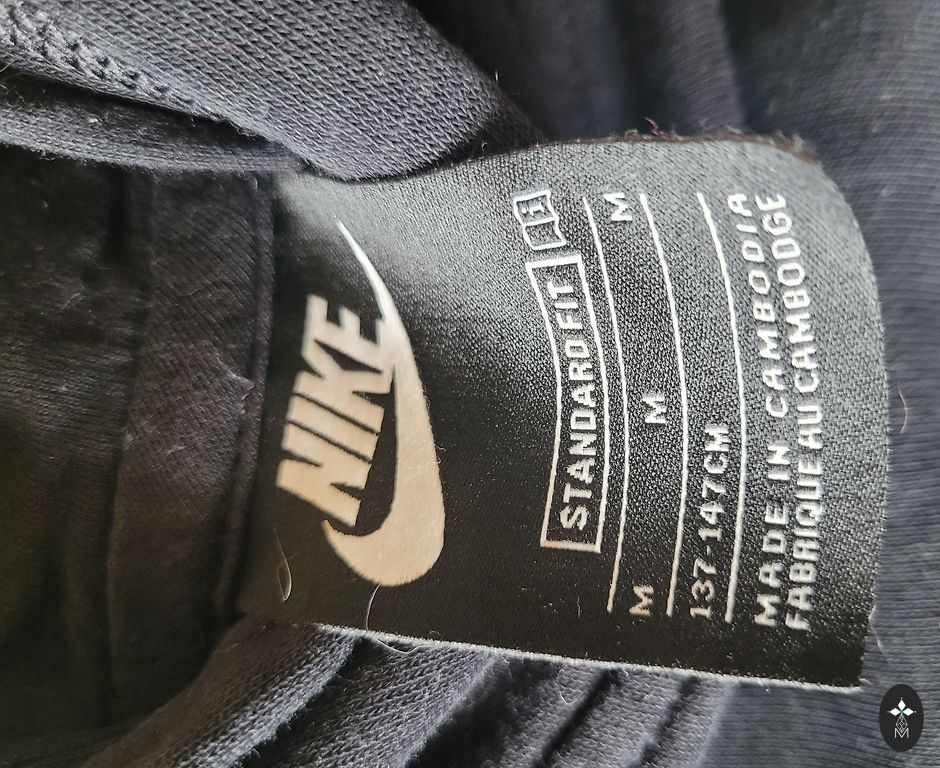 NIKE
STANDARD FIT
M M M
137-147CM
MADE IN CAMBODIA
FABRIQUE AU CAMBODGE
M